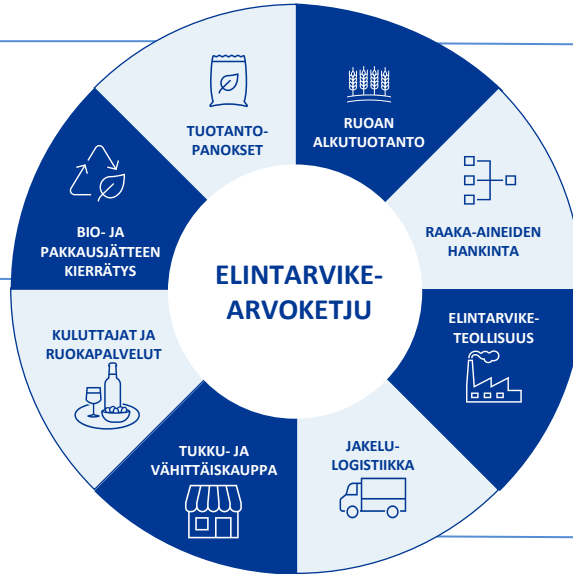 TUOTANTO-
PANOKSET
RUOAN
ALKUTUOTANTO
RAAKA-AINEIDEN
HANKINTA
ELINTARVIKE-
TEOLLISUUS
JAKELU-
LOGISTIIKKA
TUKKU- JA
VÄHITTÄISKAUPPA
KULUTTAJAT JA
RUOKAPALVELUT
BIO- JA
PAKKAUSJÄTTEEN
KIERRÄTYS
ELINTARVIKE-
ARVOKETJU